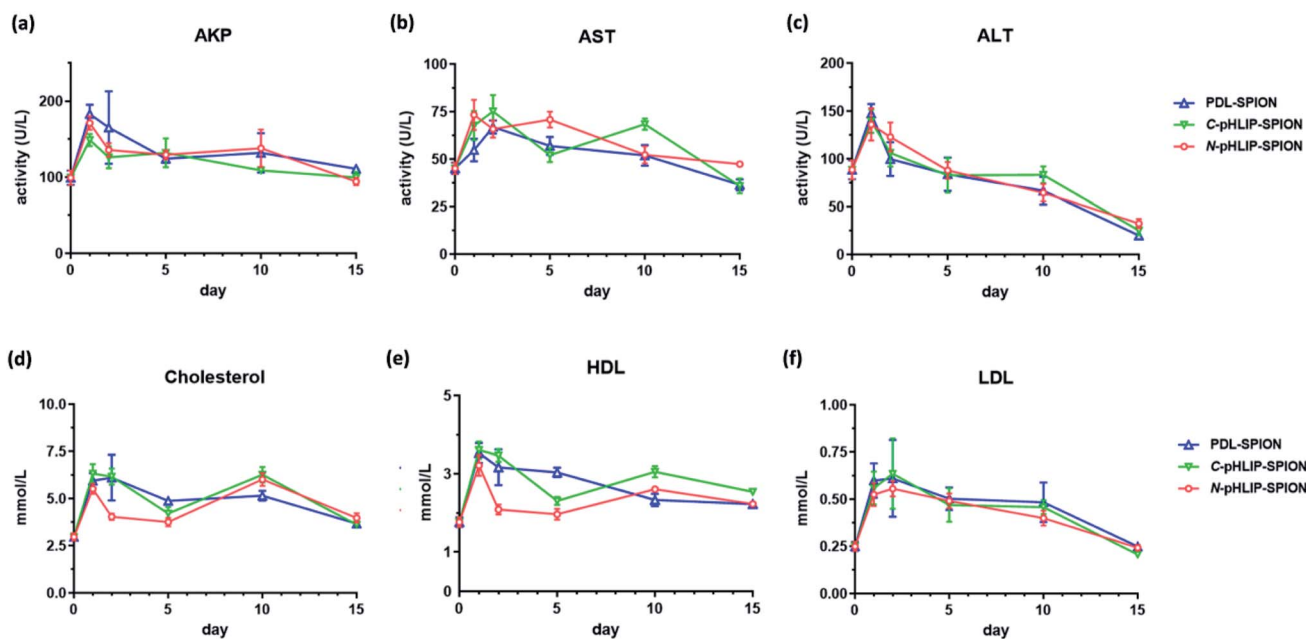 (a)
AKP
activity (U/L)
200
100
0
0 5 10 15
day
(b)
AST
activity (U/L)
100
75
50
25
0
0 5 10 15
day
(c)
ALT
activity (U/L)
200
150
100
50
0
0 5 10 15
day
PDL-SPION
C-pHLIP-SPION
N-pHLIP-SPION
(d)
Cholesterol
mmol/L
10.0
7.5
5.0
2.5
0.0
0 5 10 15
day
(e)
HDL
mmol/L
5
3
1
0
0 5 10 15
day
(f)
LDL
mmol/L
1.00
0.75
0.50
0.25
0.00
0 5 10 15
day
PDL-SPION
C-pHLIP-SPION
N-pHLIP-SPION